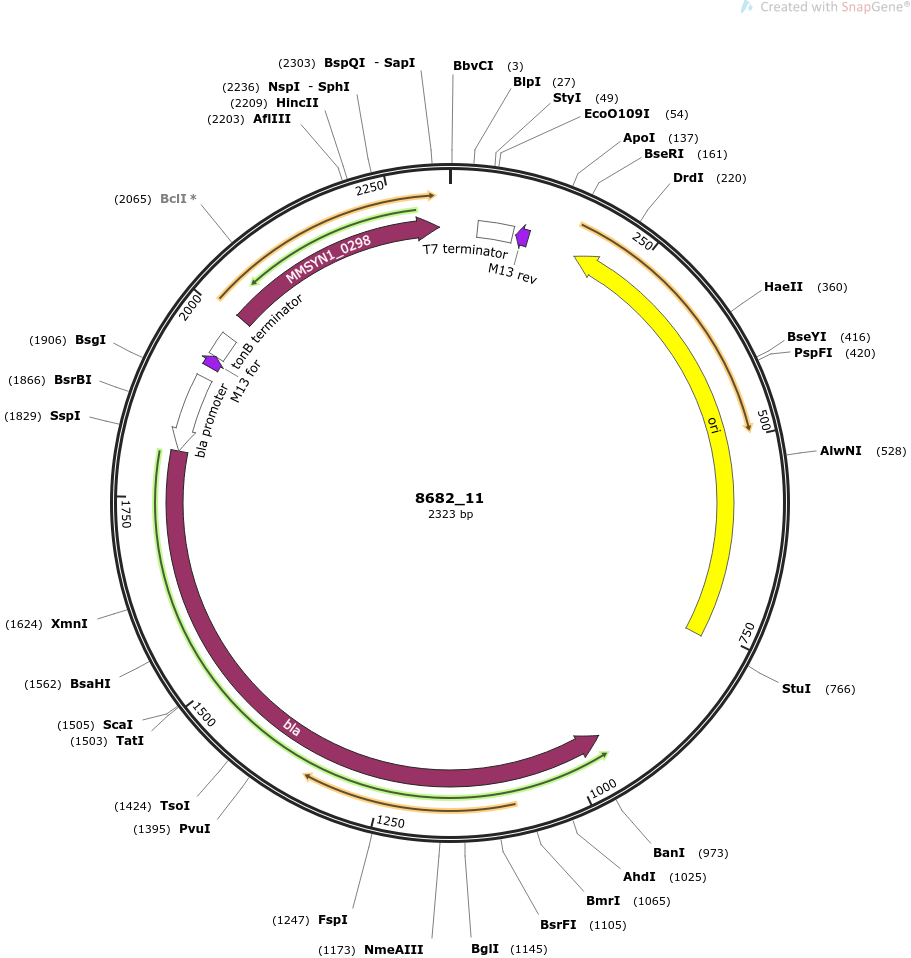 Created with SnapGene®
(2303) BspQI - SapI
(2236) NspI - SphI
(2209) HincII
(2203) AflIII
BbvCI (3)
BlpI (27)
StyI (49)
EcoO109I (54)
ApoI (137)
BseRI (161)
DrdI (220)
(2065) BclI *
2250
250
MMSYN1_0298
T7 terminator
M13 rev
2000
tonB terminator
M13 for
bla promoter
HaeII (360)
BseYI (416)
PspFI (420)
(1906) BsgI
(1866) BsrBI
(1829) SspI
500
ori
AlwNI (528)
8682_11
2323 bp
1750
(1624) XmnI
(1562) BsaHI
(1505) ScaI
(1503) TatI
750
StuI (766)
1500
bla
(1424) TsoI
(1395) PvuI
1000
1250
BanI (973)
AhdI (1025)
BmrI (1065)
BsrFI (1105)
BglI (1145)
(1247) FspI
(1173) NmeAIII